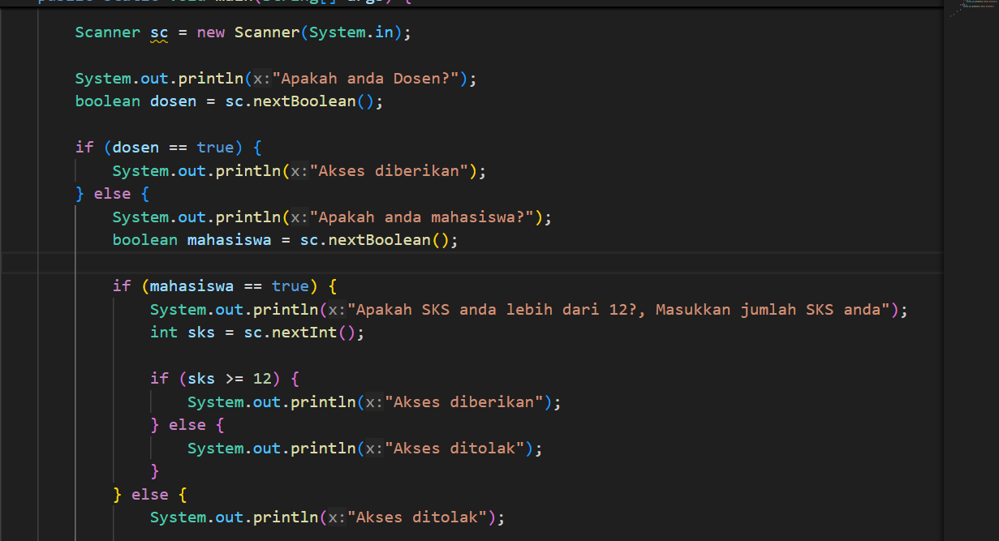 public static void main(String[] args) {
Scanner sc = new Scanner(System.in);
System.out.println(x:"Apakah anda Dosen?");
boolean dosen = sc.nextBoolean();
if (dosen == true) {
System.out.println(x:"Akses diberikan");
} else {
System.out.println(x:"Apakah anda mahasiswa?");
boolean mahasiswa = sc.nextBoolean();
if (mahasiswa == true) {
System.out.println(x:"Apakah SKS anda lebih dari 12?, Masukkan jumlah SKS anda");
int sks = sc.nextInt();
if (sks >= 12) {
System.out.println(x:"Akses diberikan");
} else {
System.out.println(x:"Akses ditolak");
}
} else {
System.out.println(x:"Akses ditolak");